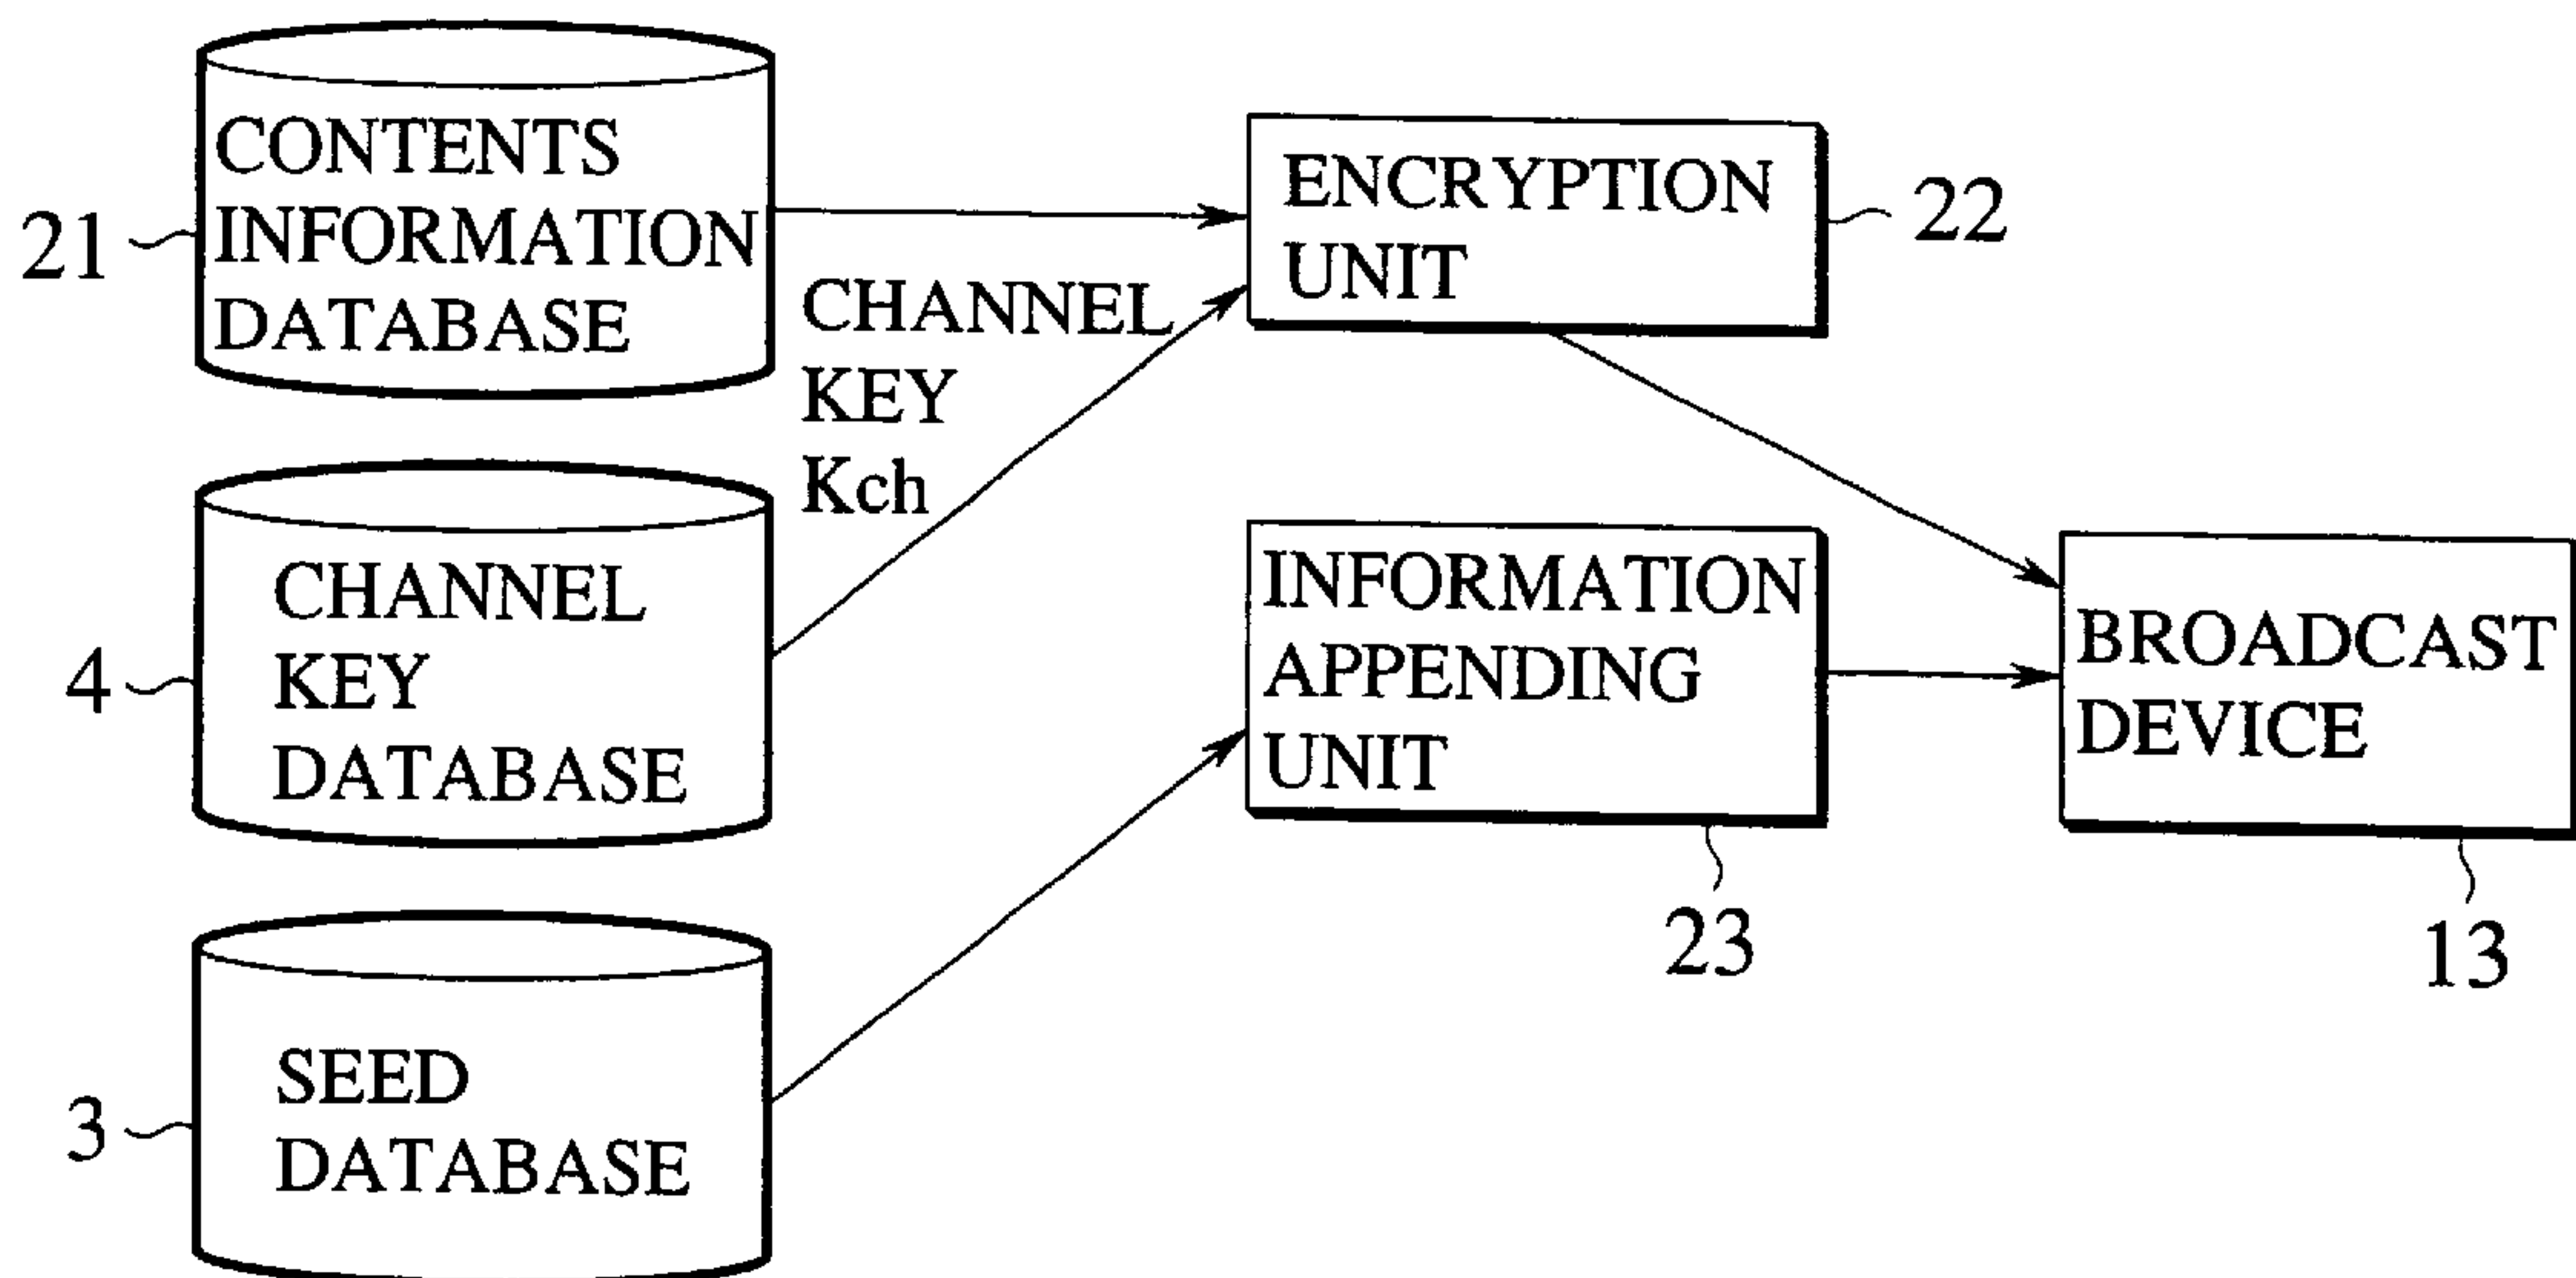 CONTENTS
INFORMATION
DATABASE
21
CHANNEL
KEY
Kch
ENCRYPTION
UNIT
22
CHANNEL
KEY
DATABASE
4
INFORMATION
APPENDING
UNIT
23
BROADCAST
DEVICE
13
SEED
DATABASE
3